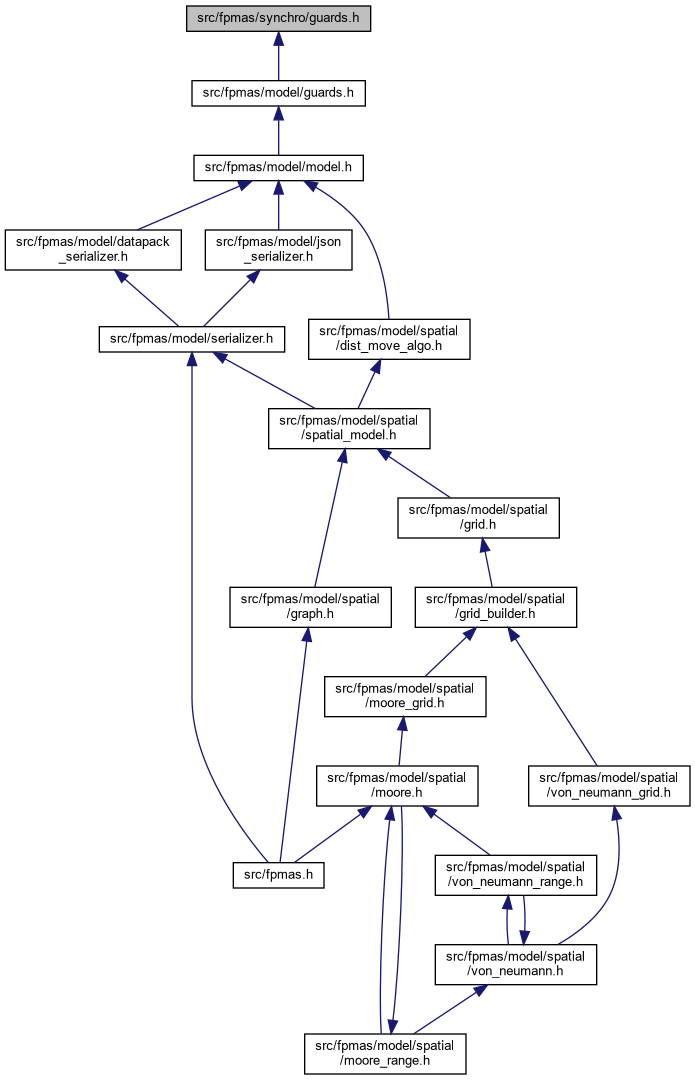 src/fpmas/synchro/guards.h
src/fpmas/model/guards.h
src/fpmas/model/model.h
src/fpmas/model/datapack
_serializer.h
src/fpmas/model/json
_serializer.h
src/fpmas/model/serializer.h
src/fpmas/model/spatial
/dist_move_algo.h
src/fpmas/model/spatial
/spatial_model.h
src/fpmas/model/spatial
/grid.h
src/fpmas/model/spatial
/graph.h
src/fpmas/model/spatial
/grid_builder.h
src/fpmas/model/spatial
/moore_grid.h
src/fpmas/model/spatial
/moore.h
src/fpmas/model/spatial
/von_neumann_grid.h
src/fpmas.h
src/fpmas/model/spatial
/von_neumann_range.h
src/fpmas/model/spatial
/von_neumann.h
src/fpmas/model/spatial
/moore_range.h